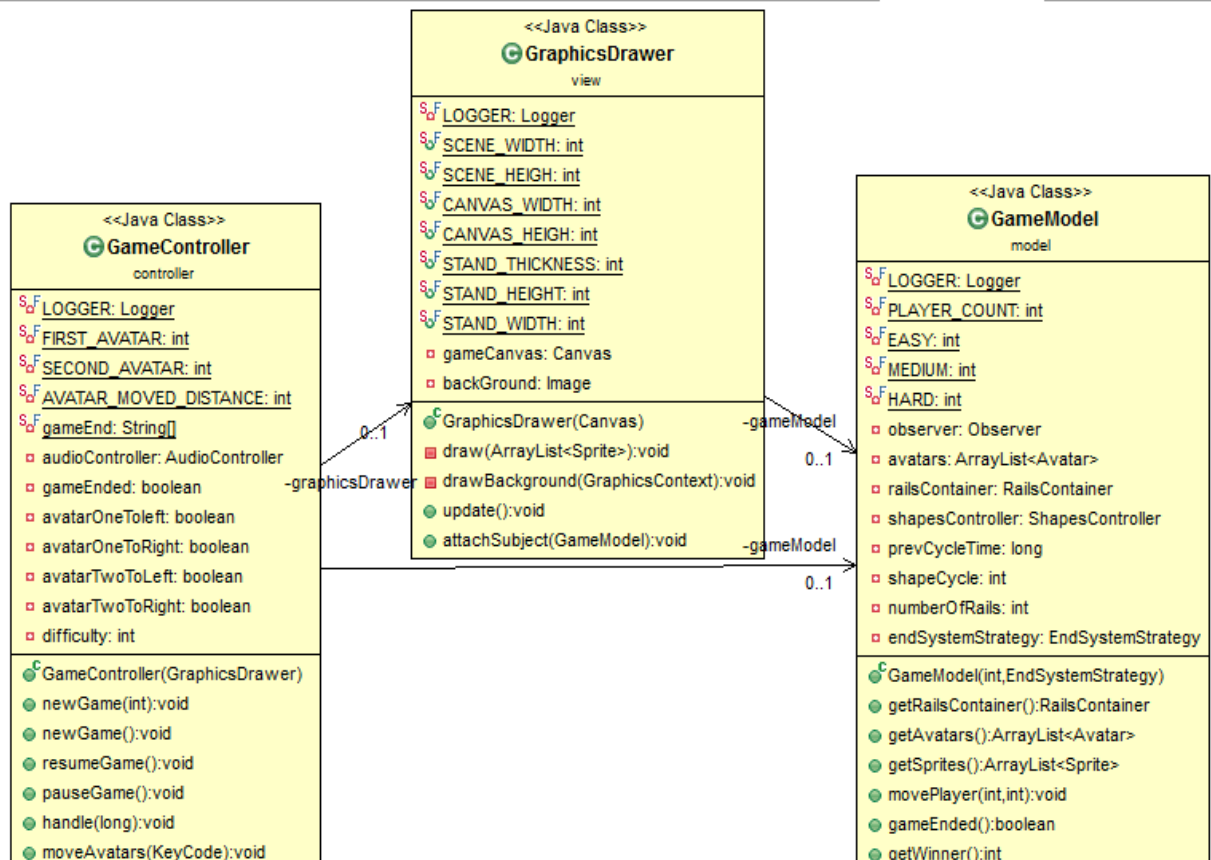 <<Java Class>>
GraphicsDrawer
view
LOGGER: Logger
SCENE_WIDTH: int
SCENE_HEIGH: int
CANVAS_WIDTH: int
CANVAS_HEIGH: int
STAND_THICKNESS: int
STAND_HEIGHT: int
STAND_WIDTH: int
gameCanvas: Canvas
backGround: Image
GraphicsDrawer(Canvas)
draw(ArrayList<Sprite>):void
drawBackground(GraphicsContext):void
update():void
attachSubject(GameModel):void
<<Java Class>>
GameController
controller
LOGGER: Logger
FIRST_AVATAR: int
SECOND_AVATAR: int
AVATAR_MOVED_DISTANCE: int
gameEnd: String[]
audioController: AudioController
gameEnded: boolean
avatarOneToleft: boolean
avatarOneToRight: boolean
avatarTwoToLeft: boolean
avatarTwoToRight: boolean
difficulty: int
GameController(GraphicsDrawer)
newGame(int):void
newGame():void
resumeGame():void
pauseGame():void
handle(long):void
moveAvatars(KeyCode):void
0..1
-graphicsDrawer
-gameModel
0..1
-gameModel
0..1
<<Java Class>>
GameModel
model
LOGGER: Logger
PLAYER_COUNT: int
EASY: int
MEDIUM: int
HARD: int
observer: Observer
avatars: ArrayList<Avatar>
railsContainer: RailsContainer
shapesController: ShapesController
prevCycleTime: long
shapeCycle: int
numberOfRails: int
endSystemStrategy: EndSystemStrategy
GameModel(int,EndSystemStrategy)
getRailsContainer():RailsContainer
getAvatars():ArrayList<Avatar>
getSprites():ArrayList<Sprite>
movePlayer(int,int):void
gameEnded():boolean
getWinner():int